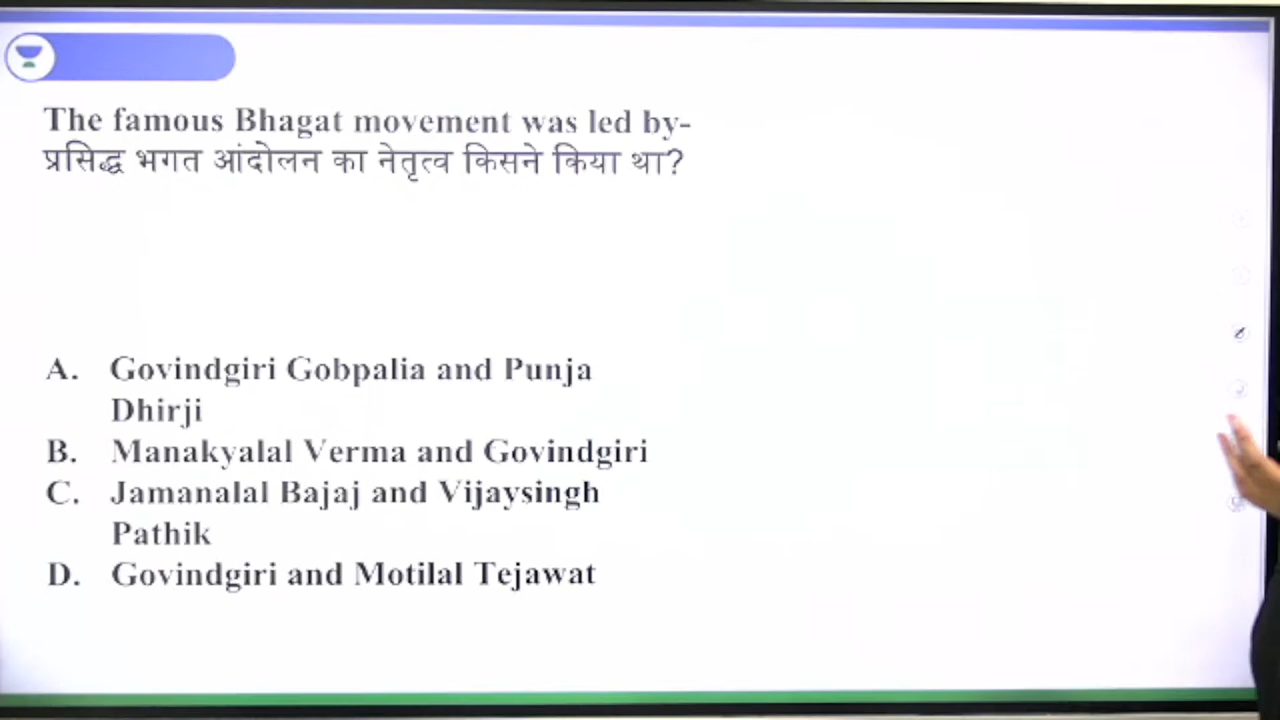 The famous Bhagat movement was led by-
प्रसिद्ध भगत आंदोलन का नेतृत्व किसने किया था?
A. Govindgiri Gobpalia and Punja
Dhirji
B. Manakyalal Verma and Govindgiri
C. Jamanalal Bajaj and Vijaysingh
Pathik
D. Govindgiri and Motilal Tejawat